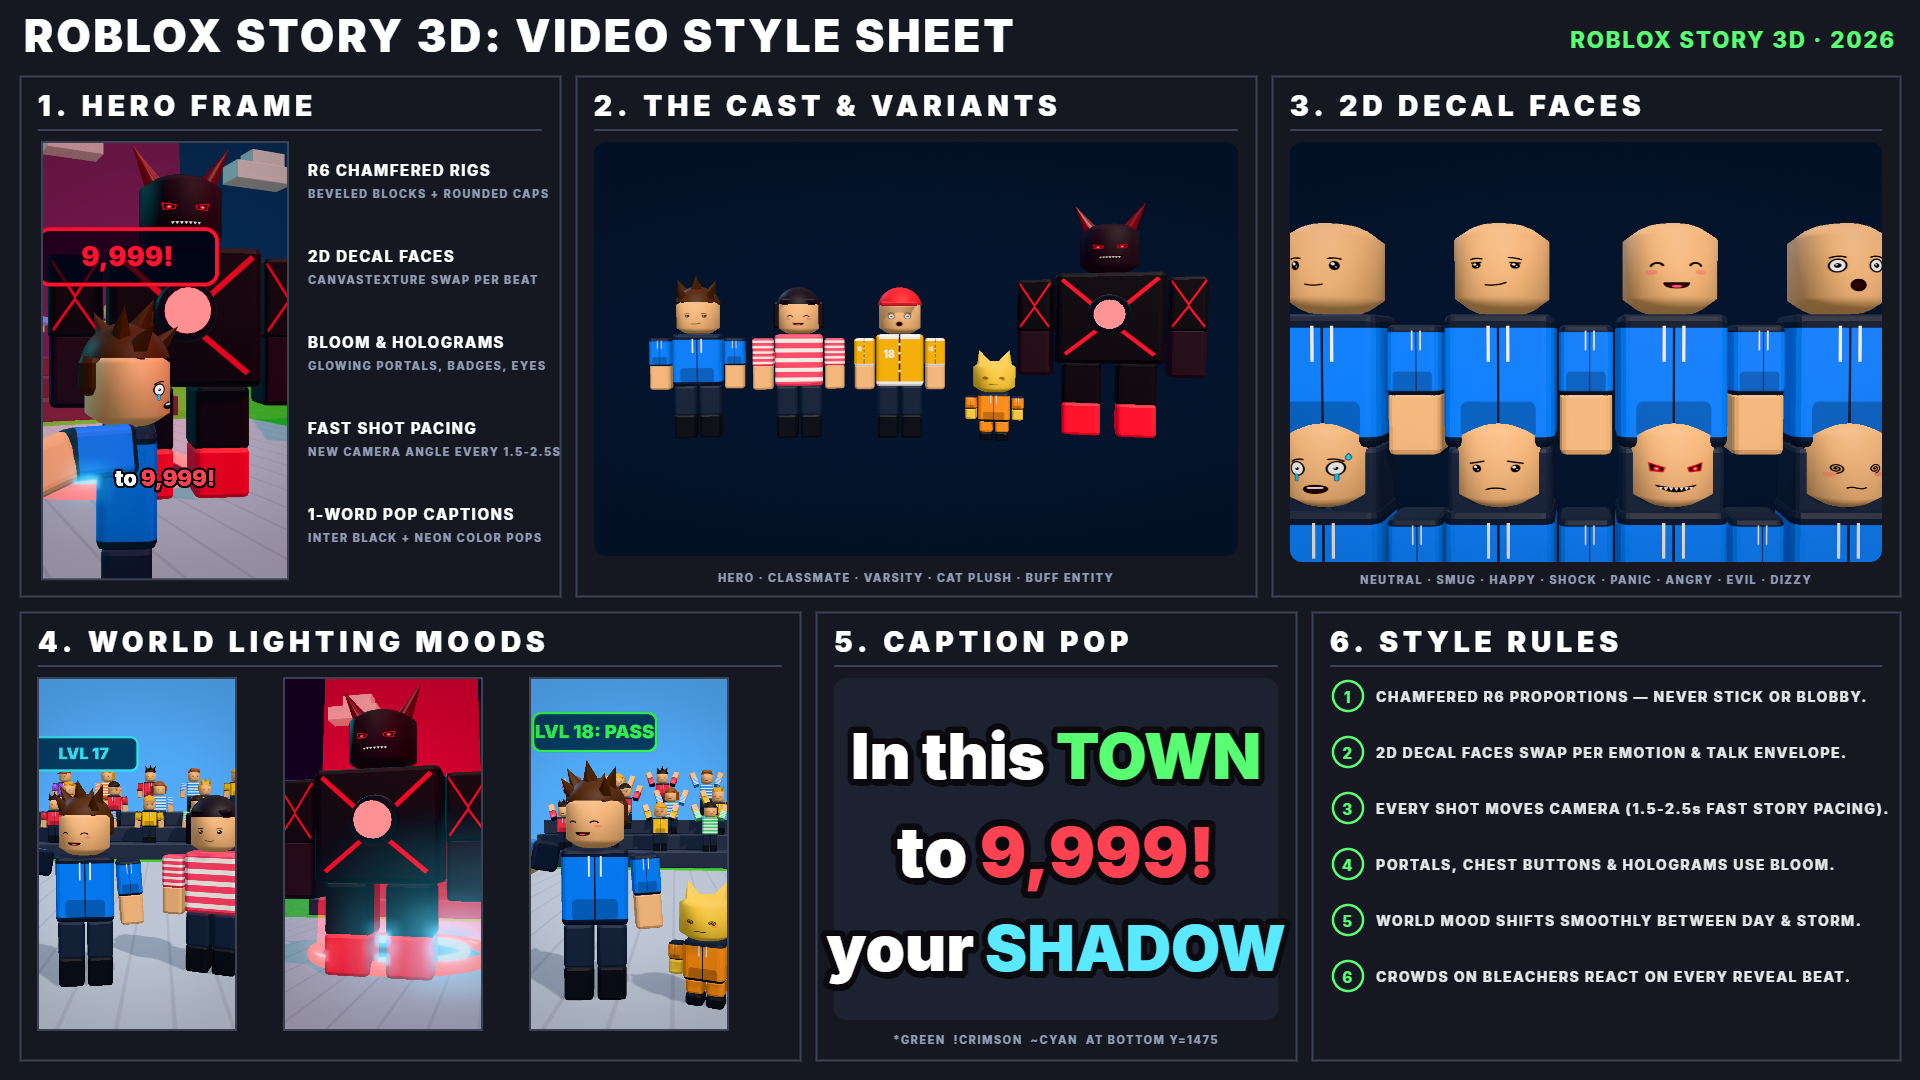 ROBLOX STORY 3D: VIDEO STYLE SHEET
ROBLOX STORY 3D · 2026
1. HERO FRAME
9,999!
to 9,999!
R6 CHAMFERED RIGS
BEVELED BLOCKS + ROUNDED CAPS
2D DECAL FACES
CANVASTEXTURE SWAP PER BEAT
BLOOM & HOLOGRAMS
GLOWING PORTALS, BADGES, EYES
FAST SHOT PACING
NEW CAMERA ANGLE EVERY 1.5-2.5S
1-WORD POP CAPTIONS
INTER BLACK + NEON COLOR POPS
2. THE CAST & VARIANTS
18
HERO · CLASSMATE · VARSITY · CAT PLUSH · BUFF ENTITY
3. 2D DECAL FACES
NEUTRAL · SMUG · HAPPY · SHOCK · PANIC · ANGRY · EVIL · DIZZY
4. WORLD LIGHTING MOODS
LVL 17
LVL 18: PASS
5. CAPTION POP
In this TOWN
to 9,999!
your SHADOW
*GREEN !CRIMSON ~CYAN AT BOTTOM Y=1475
6. STYLE RULES
1 CHAMFERED R6 PROPORTIONS — NEVER STICK OR BLOBBY.
2 2D DECAL FACES SWAP PER EMOTION & TALK ENVELOPE.
3 EVERY SHOT MOVES CAMERA (1.5-2.5s FAST STORY PACING).
4 PORTALS, CHEST BUTTONS & HOLOGRAMS USE BLOOM.
5 WORLD MOOD SHIFTS SMOOTHLY BETWEEN DAY & STORM.
6 CROWDS ON BLEACHERS REACT ON EVERY REVEAL BEAT.